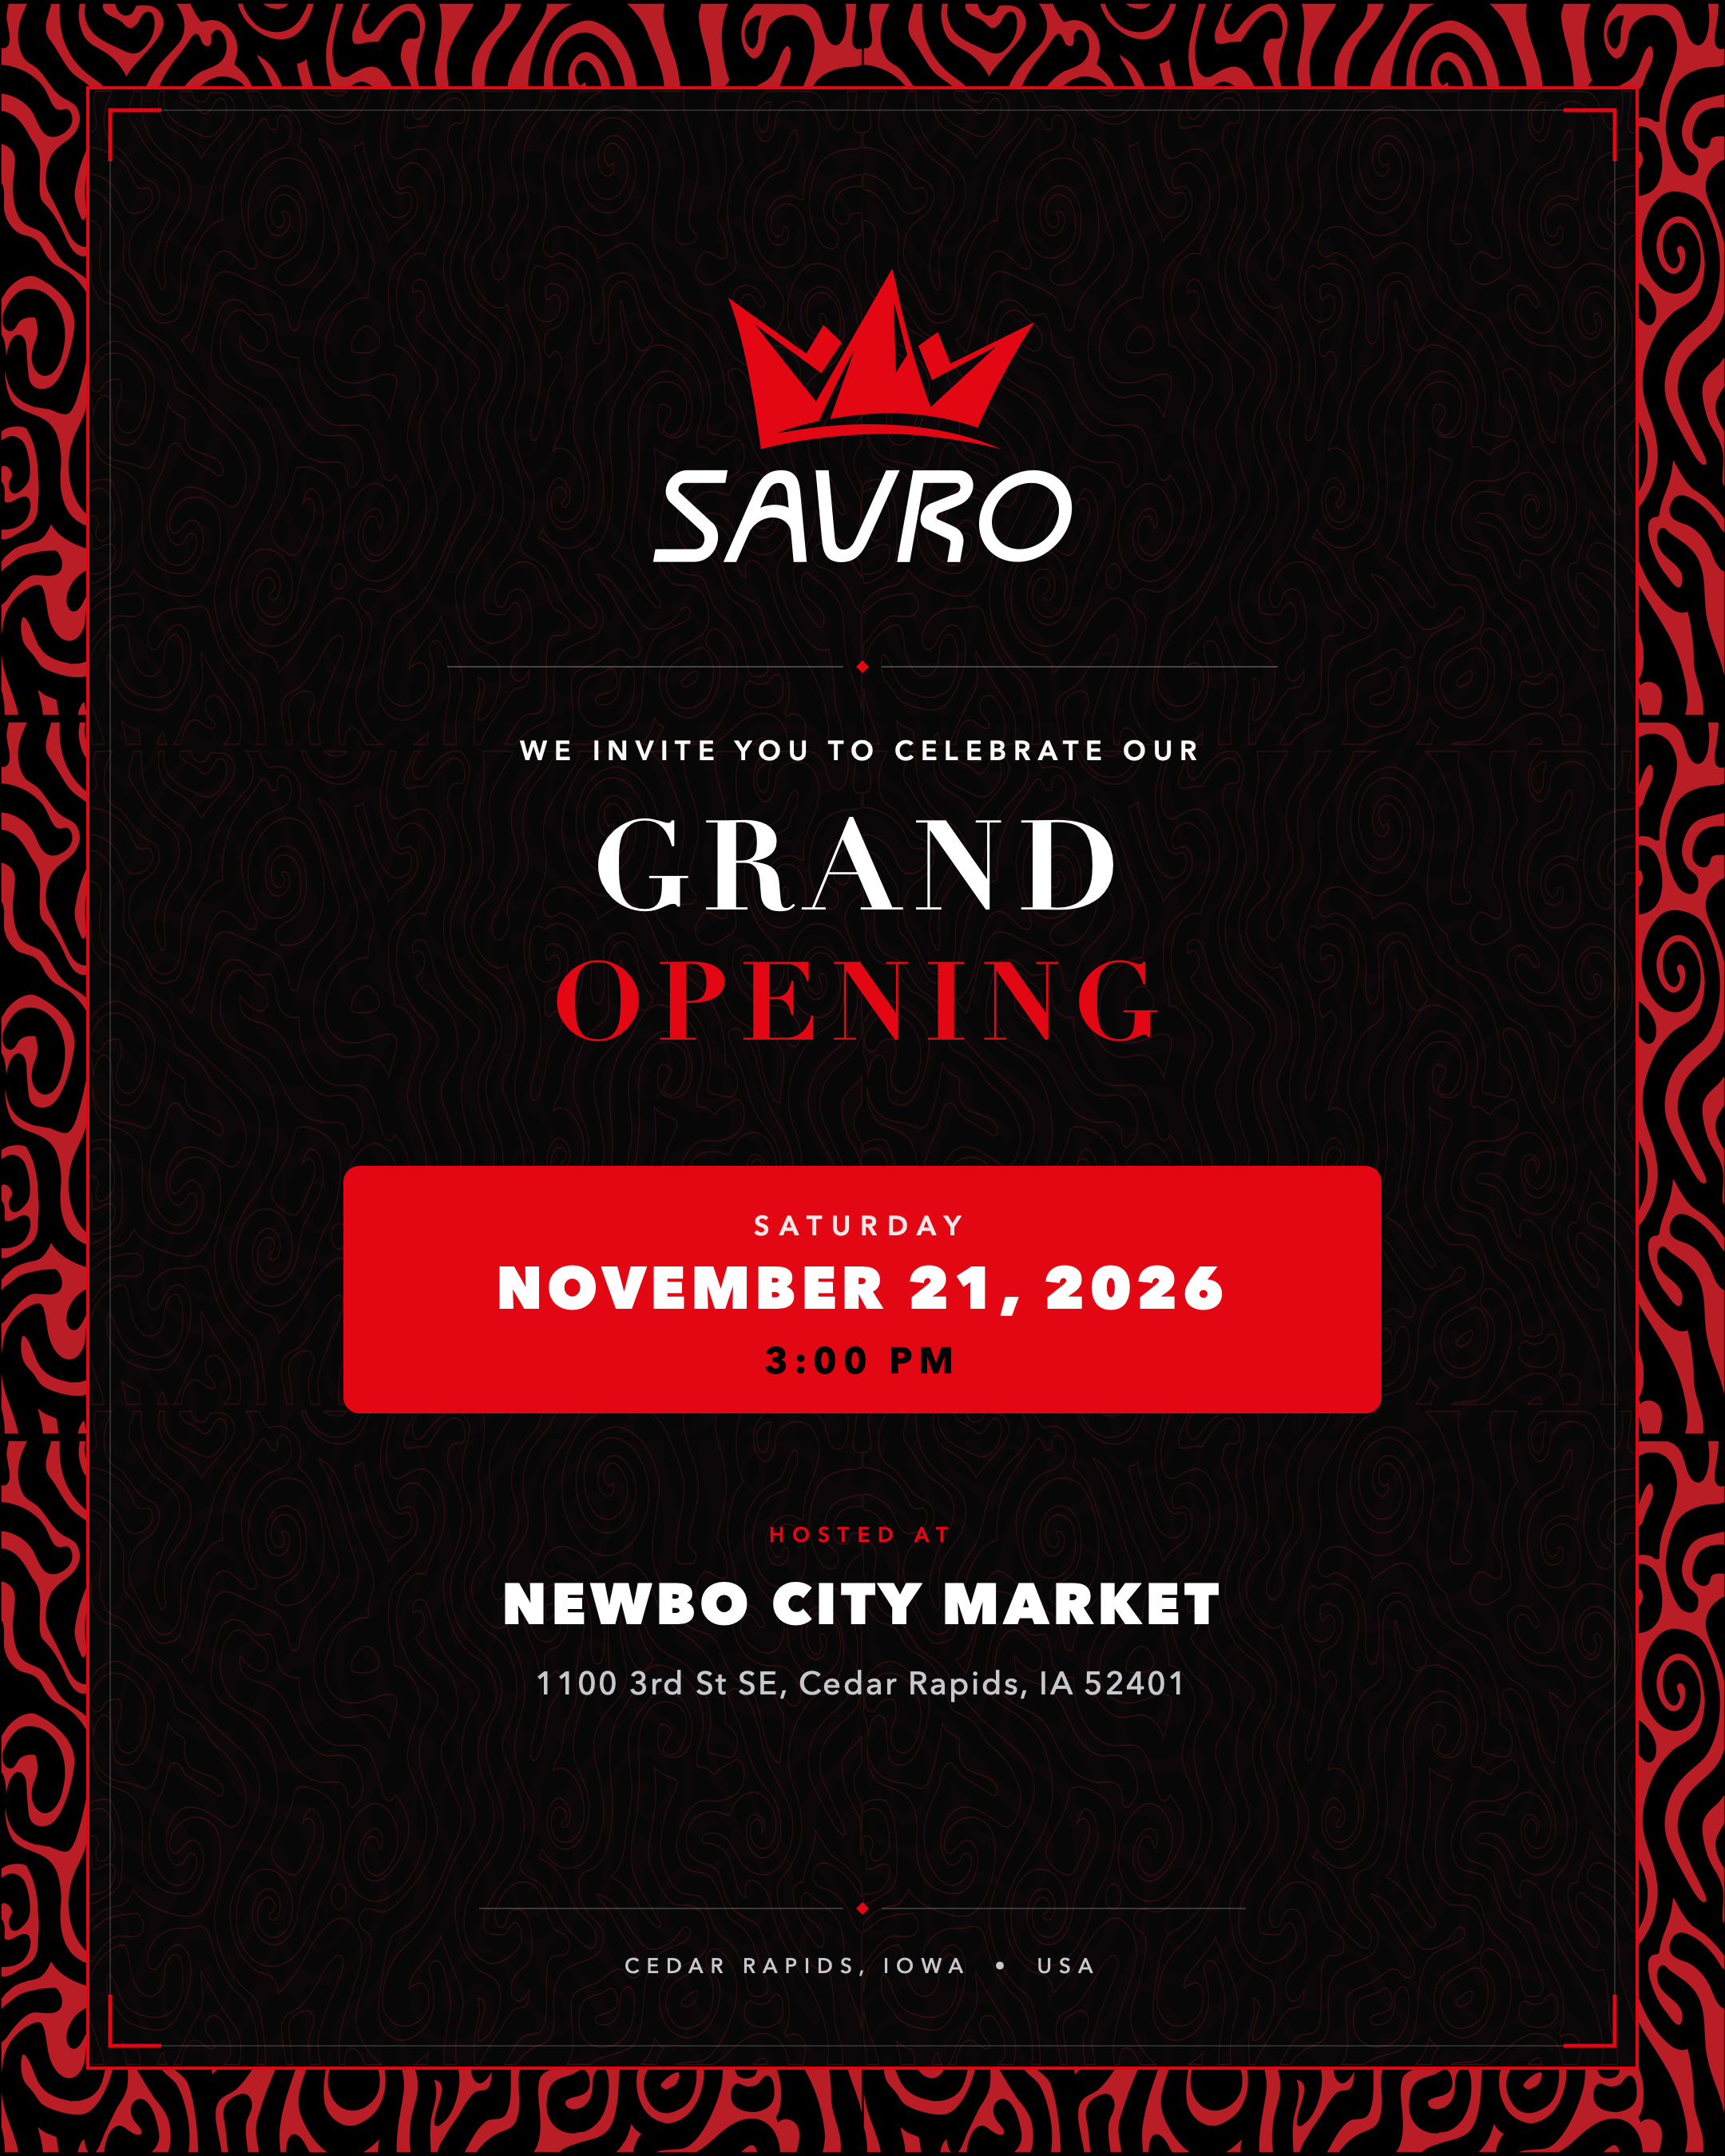 SAVRO
WE INVITE YOU TO CELEBRATE OUR
GRAND
OPENING
SATURDAY
NOVEMBER 21, 2026
3:00 PM
HOSTED AT
NEWBO CITY MARKET
1100 3rd St SE, Cedar Rapids, IA 52401
CEDAR RAPIDS, IOWA • USA